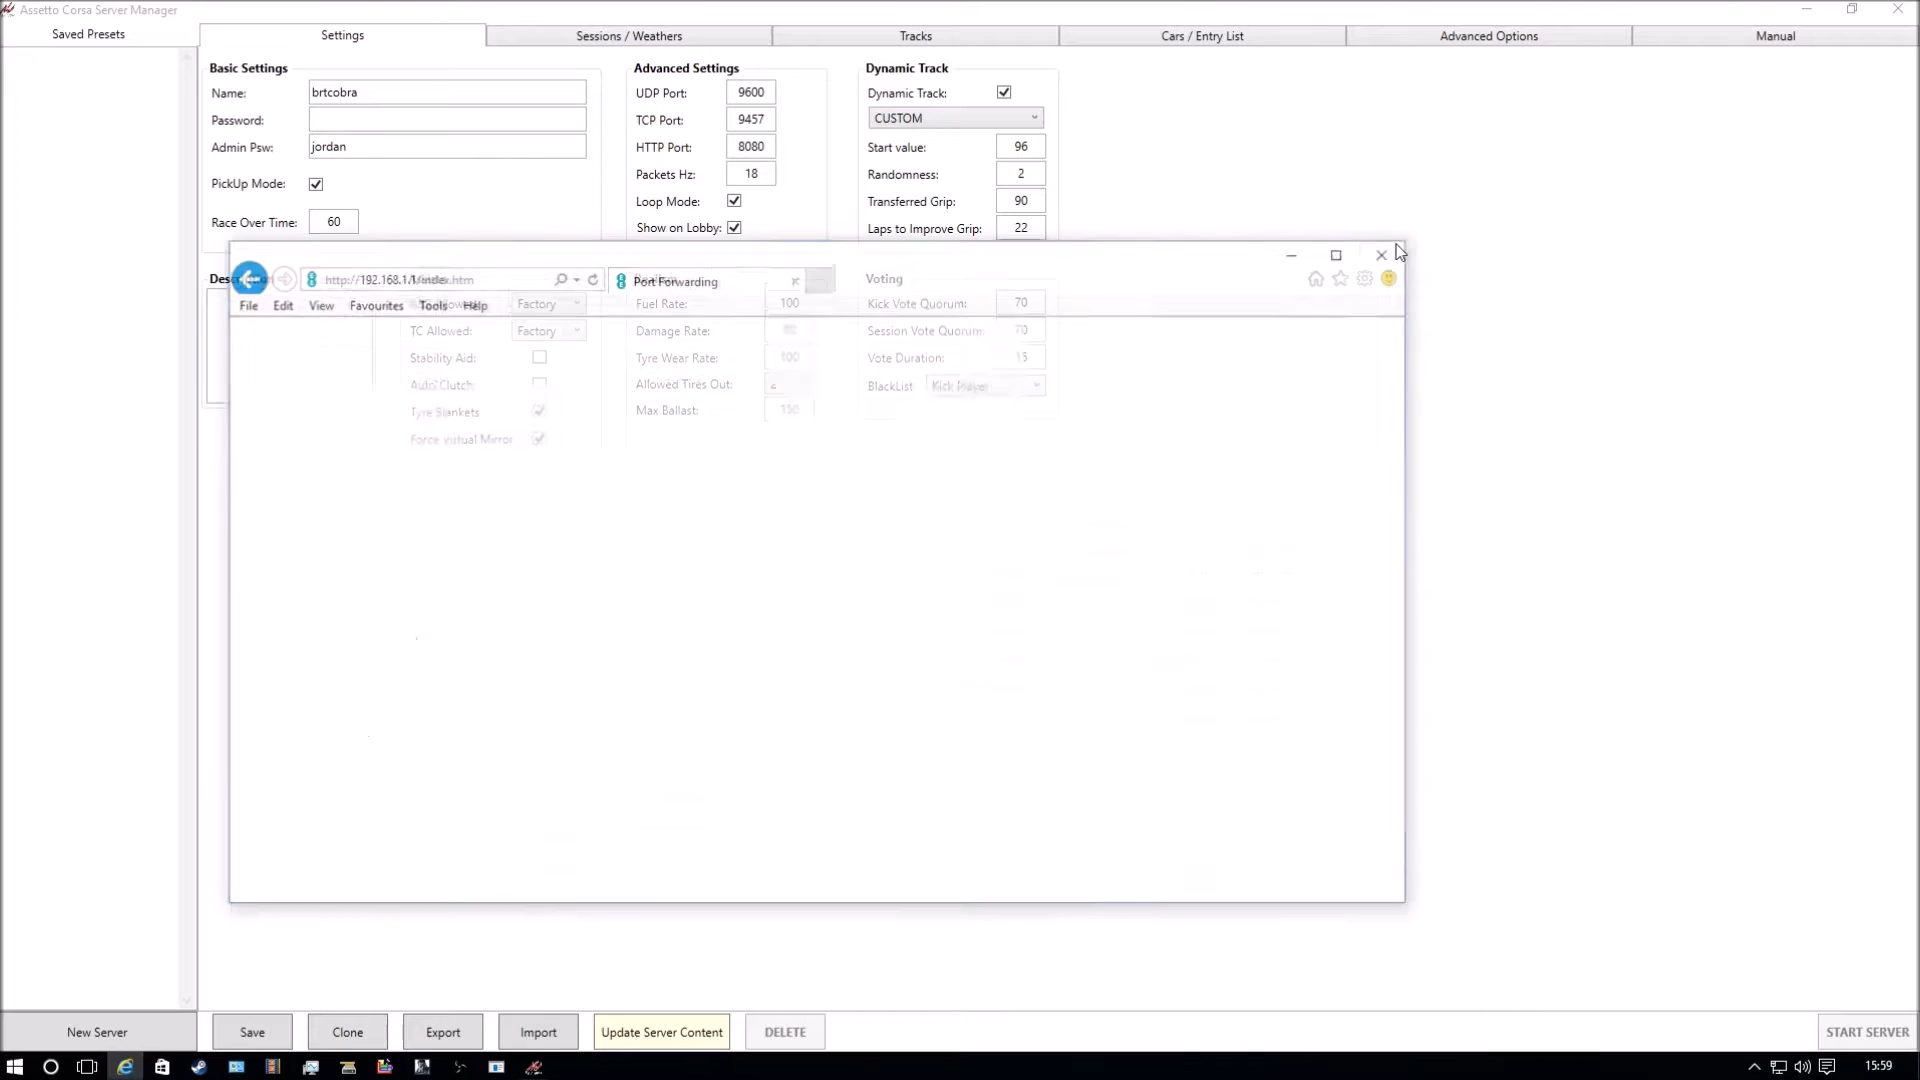 Assetto Corsa Server Manager
Saved Presets
Settings
Sessions / Weathers
Tracks
Cars / Entry List
Advanced Options
Manual
Basic Settings
Name: brtcobra
Password:
Admin Psw: jordan
PickUp Mode:
Race Over Time: 60
Advanced Settings
UDP Port: 9600
TCP Port: 9457
HTTP Port: 8080
Packets Hz: 18
Loop Mode:
Show on Lobby:
Dynamic Track
Dynamic Track:
CUSTOM
Start value: 96
Randomness: 2
Transferred Grip: 90
Laps to Improve Grip: 22
Port Forwarding
File Edit View Favourites Tools Help
Factory
TC Allowed: Factory
Stability Aid:
Auto Clutch:
Tyre Blankets
Force virtual Mirror
Fuel Rate: 100
Damage Rate:
Tyre Wear Rate: 100
Allowed Tires Out: 2
Max Ballast: 150
Voting
Kick Vote Quorum: 70
Session Vote Quorum: 70
Vote Duration: 15
BlackList Kick Player
New Server
Save
Clone
Export
Import
Update Server Content
DELETE
START SERVER
15:59